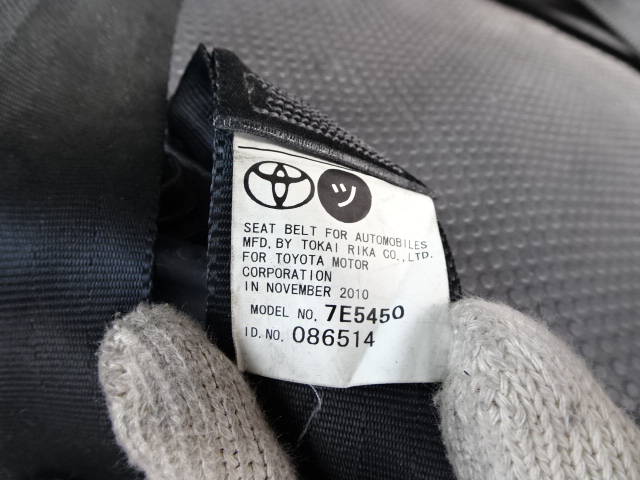 ツ
SEAT BELT FOR AUTOMOBILES
MFD. BY TOKAI RIKA CO.,LTD.
FOR TOYOTA MOTOR
CORPORATION
IN NOVEMBER 2010
MODEL NO. 7E5450
ID.NO. 086514